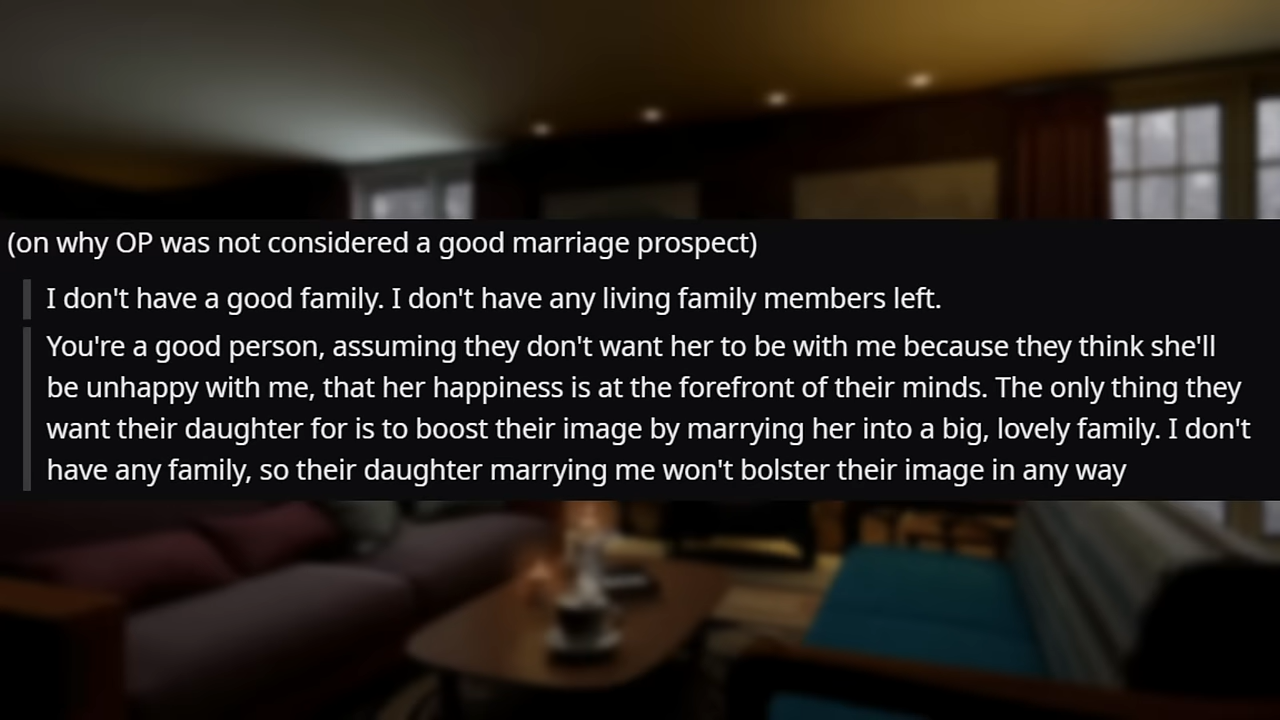 (on why OP was not considered a good marriage prospect)
I don't have a good family. I don't have any living family members left.
You're a good person, assuming they don't want her to be with me because they think she'll
be unhappy with me, that her happiness is at the forefront of their minds. The only thing they
want their daughter for is to boost their image by marrying her into a big, lovely family. I don't
have any family, so their daughter marrying me won't bolster their image in any way